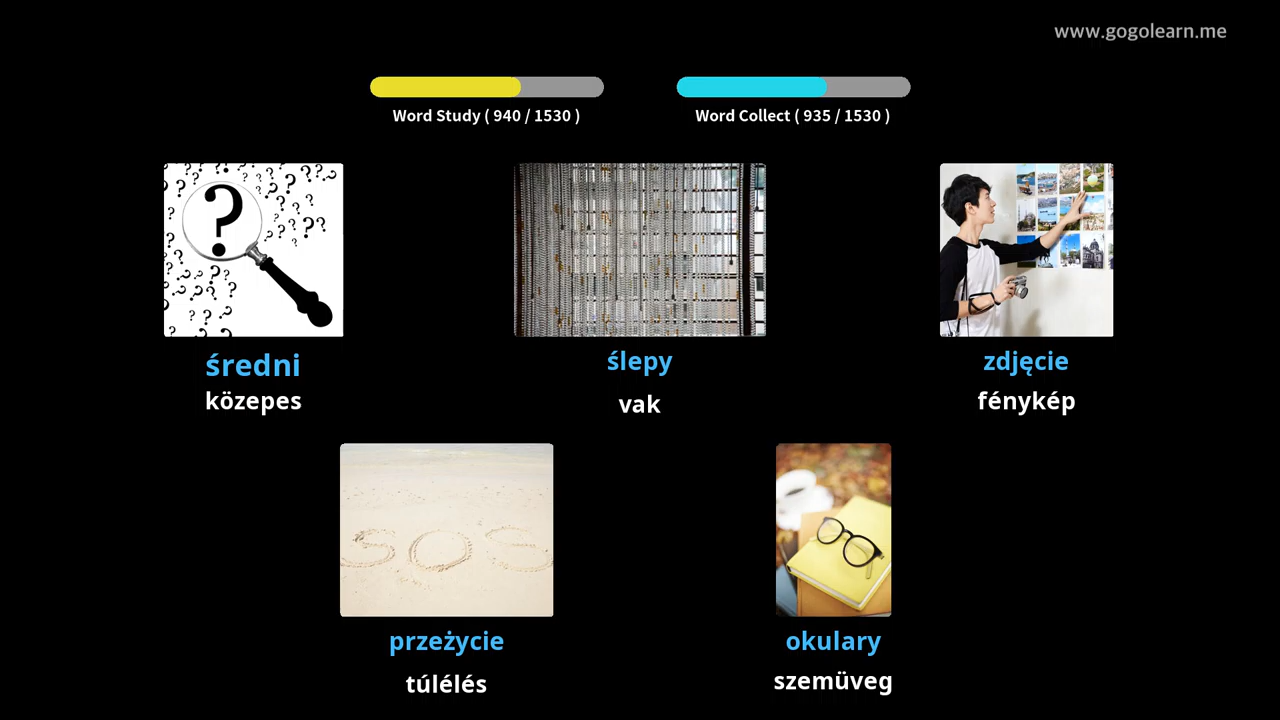 www.gogolearn.me
Word Study ( 940 / 1530 )
Word Collect ( 935 / 1530 )
średni
közepes
ślepy
vak
zdjęcie
fénykép
SOS
przeżycie
túlélés
okulary
szemüveg